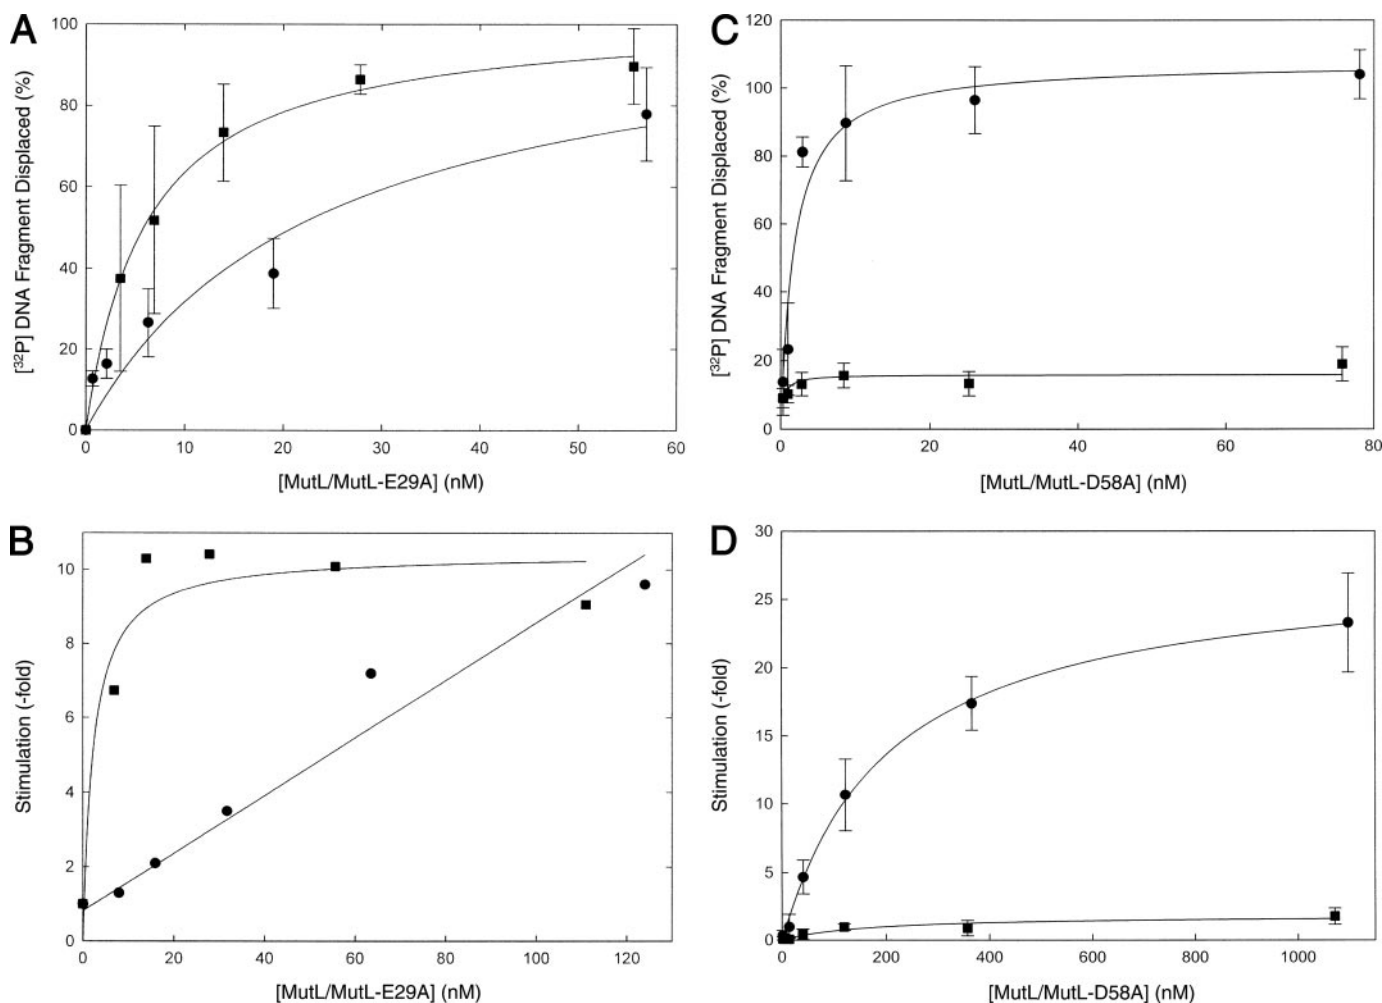 A
[³²P] DNA Fragment Displaced (%)
100
80
60
40
20
0
0 10 20 30 40 50 60
[MutL/MutL-E29A] (nM)
C
[³²P] DNA Fragment Displaced (%)
120
100
80
60
40
20
0
0 20 40 60 80
[MutL/MutL-D58A] (nM)
B
Stimulation (-fold)
10
8
6
4
2
0
0 20 40 60 80 100 120
[MutL/MutL-E29A] (nM)
D
Stimulation (-fold)
30
25
20
15
10
5
0
0 200 400 600 800 1000
[MutL/MutL-D58A] (nM)